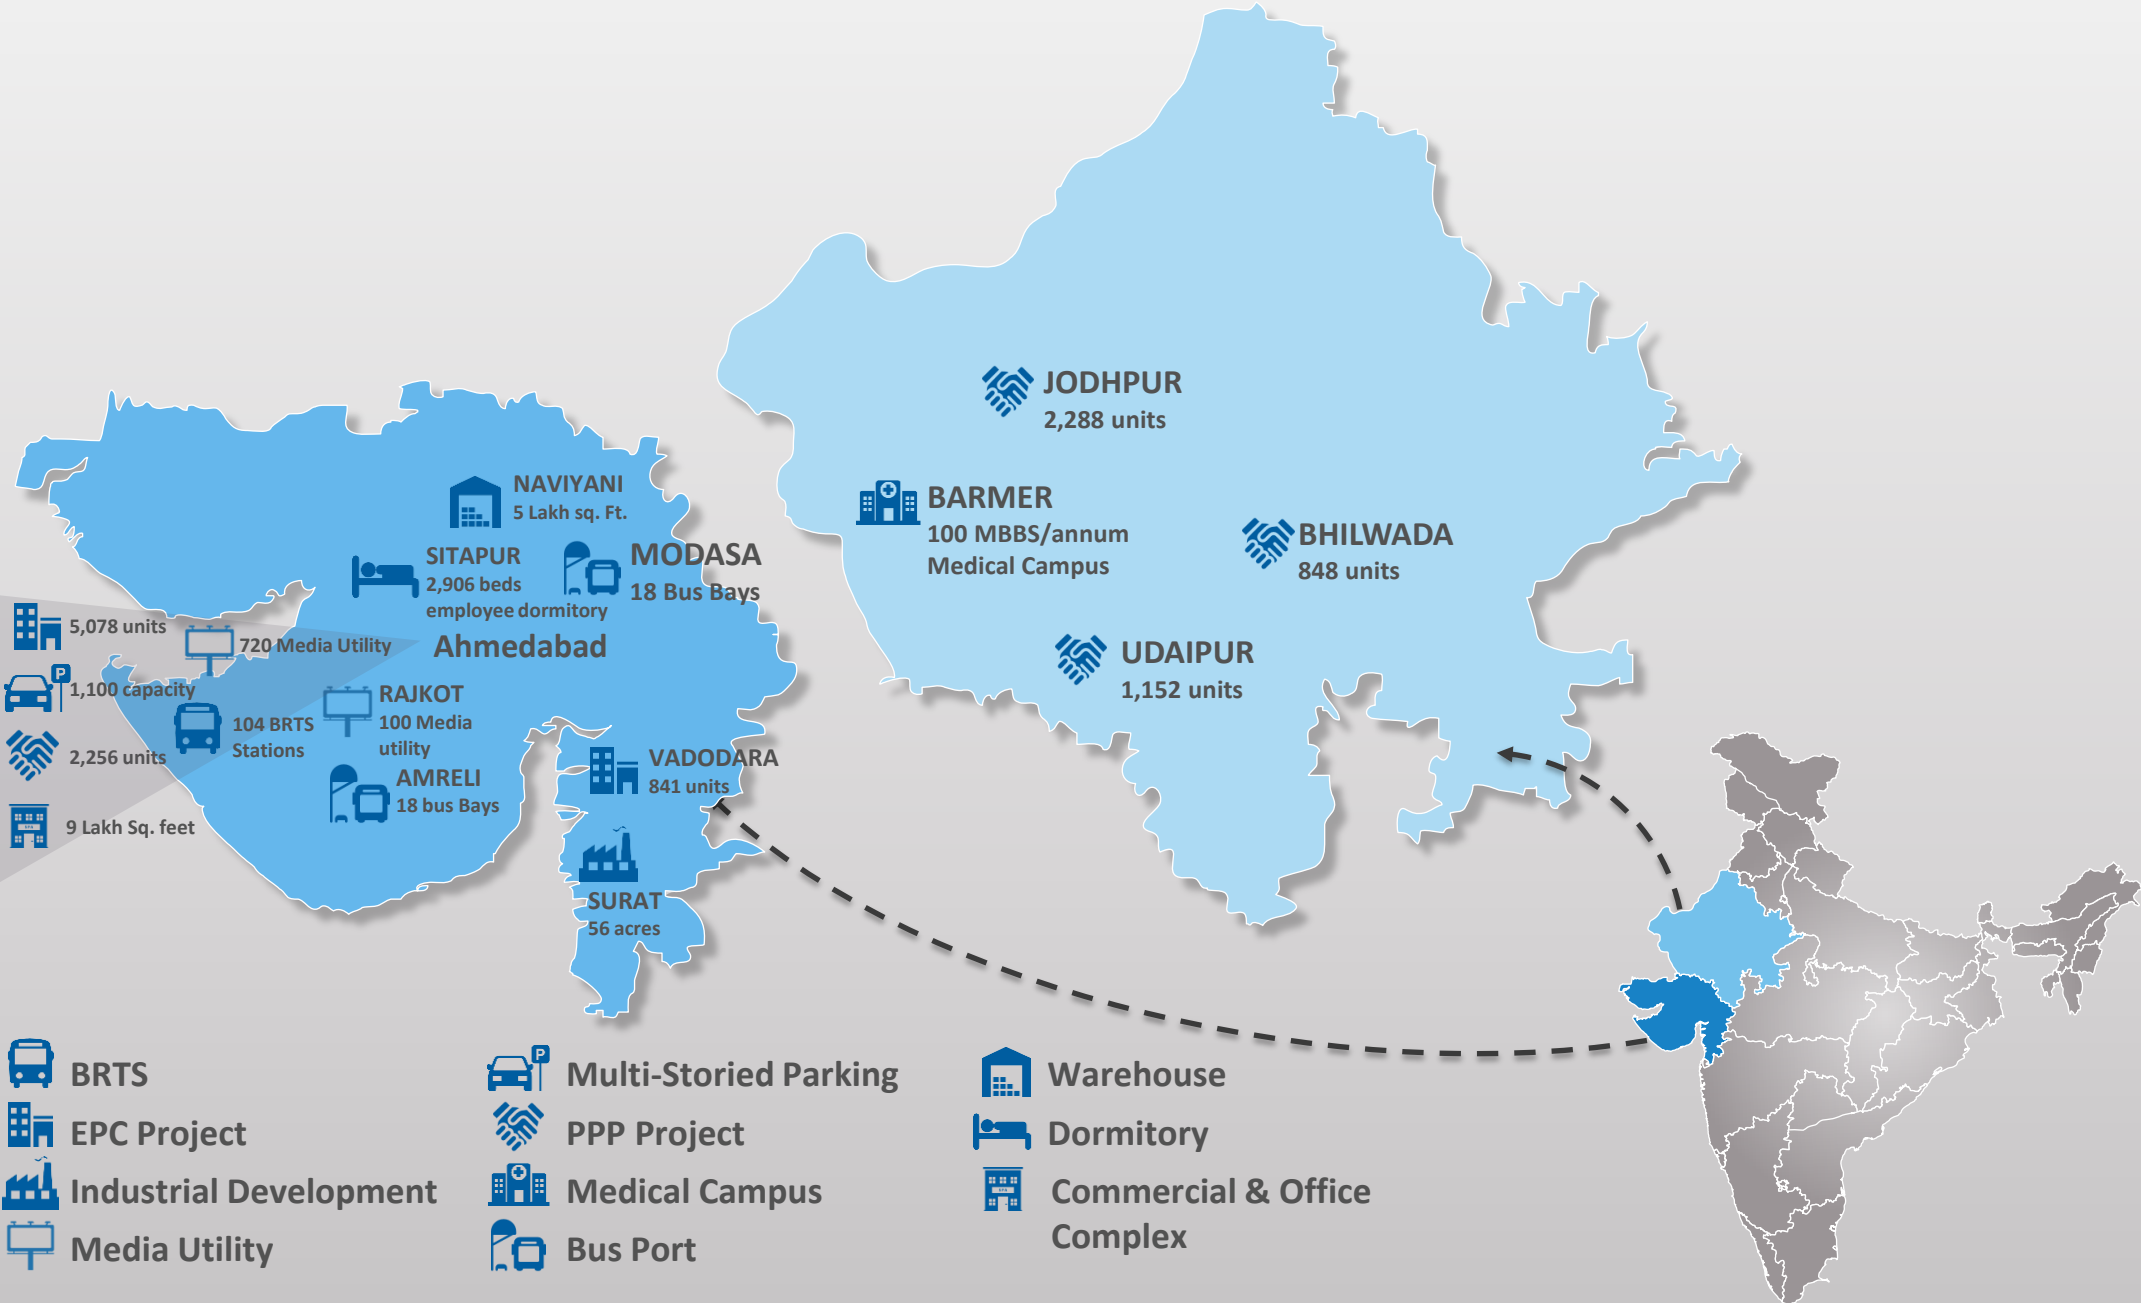 JODHPUR
2,288 units
BARMER
100 MBBS/annum
Medical Campus
BHILWADA
848 units
UDAIPUR
1,152 units
NAVIYANI
5 Lakh sq. Ft.
SITAPUR
2,906 beds
employee dormitory
MODASA
18 Bus Bays
Ahmedabad
5,078 units
720 Media Utility
P
1,100 capacity
104 BRTS
Stations
2,256 units
9 Lakh Sq. feet
RAJKOT
100 Media
utility
AMRELI
18 bus Bays
VADODARA
841 units
SURAT
56 acres
BRTS
EPC Project
Industrial Development
Media Utility
P
Multi-Storied Parking
PPP Project
Medical Campus
Bus Port
Warehouse
Dormitory
Commercial & Office
Complex